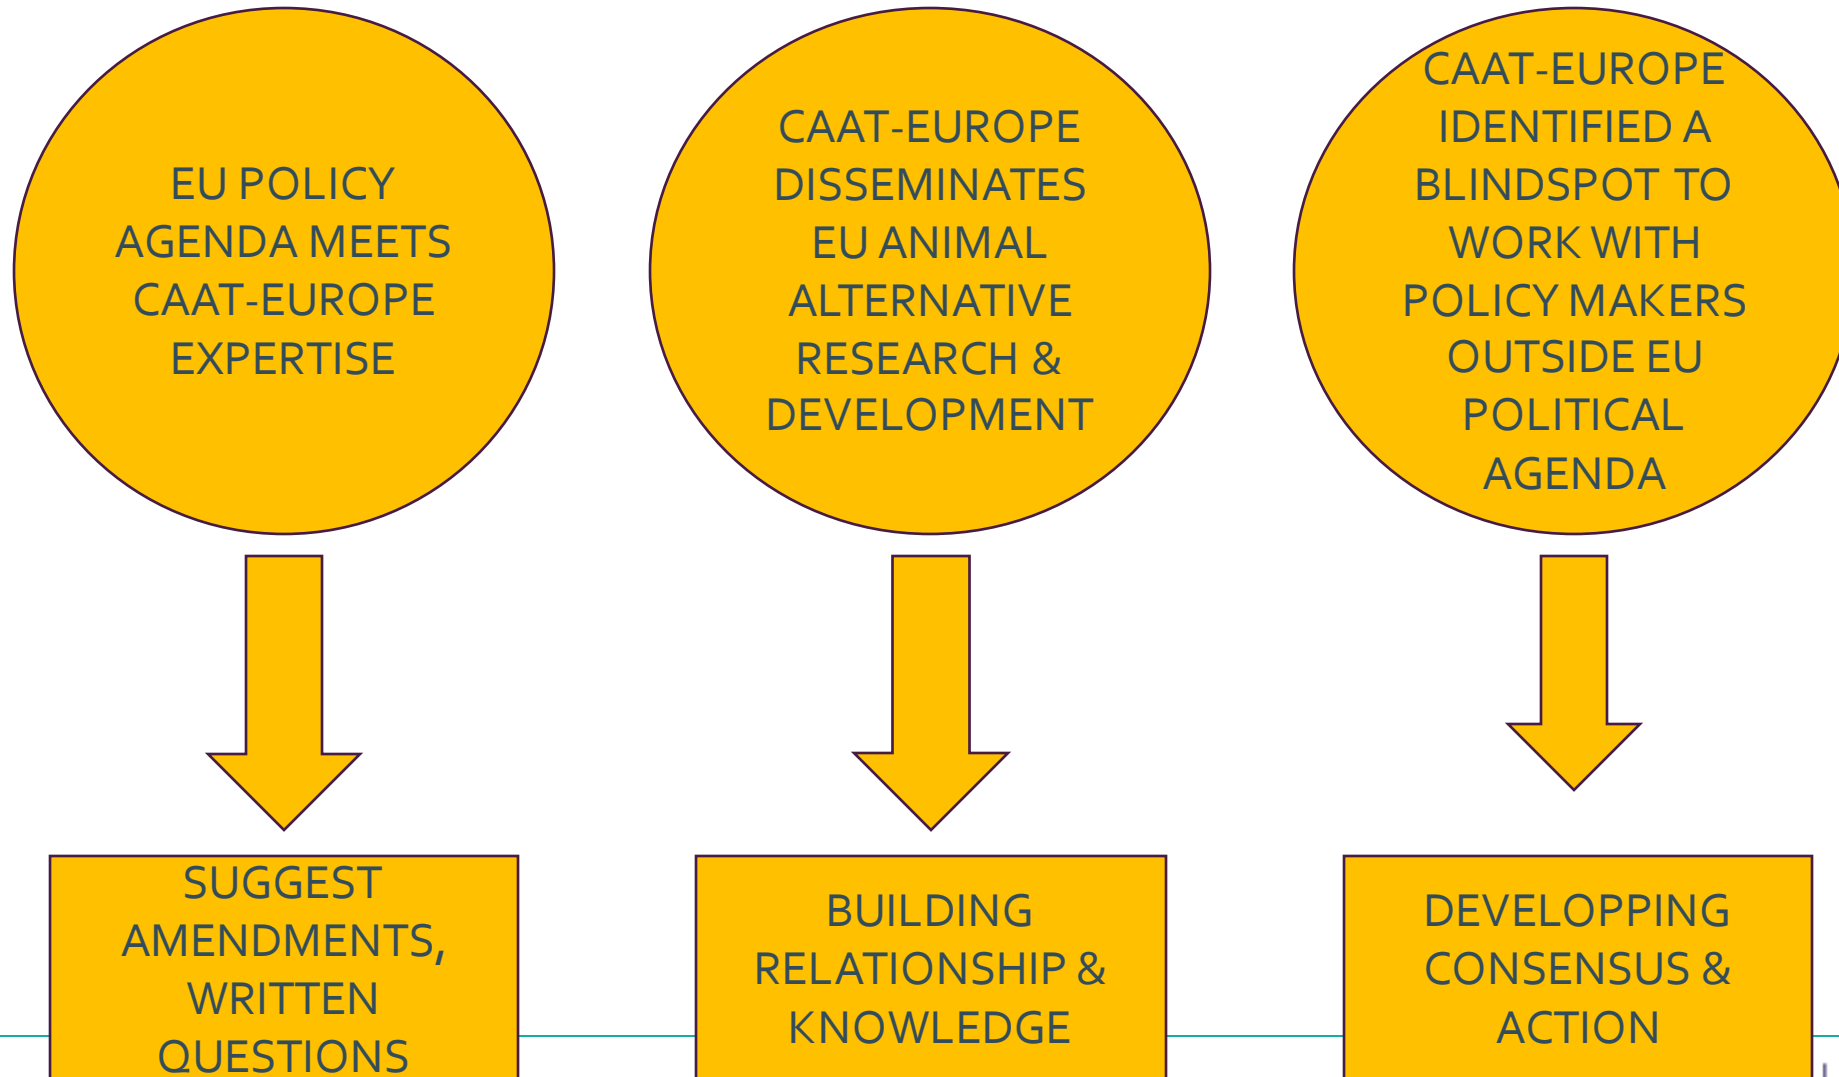 EU POLICY
AGENDA MEETS
CAAT-EUROPE
EXPERTISE
CAAT-EUROPE
DISSEMINATES
EU ANIMAL
ALTERNATIVE
RESEARCH &
DEVELOPMENT
CAAT-EUROPE
IDENTIFIED A
BLINDSPOT TO
WORK WITH
POLICY MAKERS
OUTSIDE EU
POLITICAL
AGENDA
SUGGEST
AMENDMENTS,
WRITTEN
QUESTIONS
BUILDING
RELATIONSHIP &
KNOWLEDGE
DEVELOPPING
CONSENSUS &
ACTION